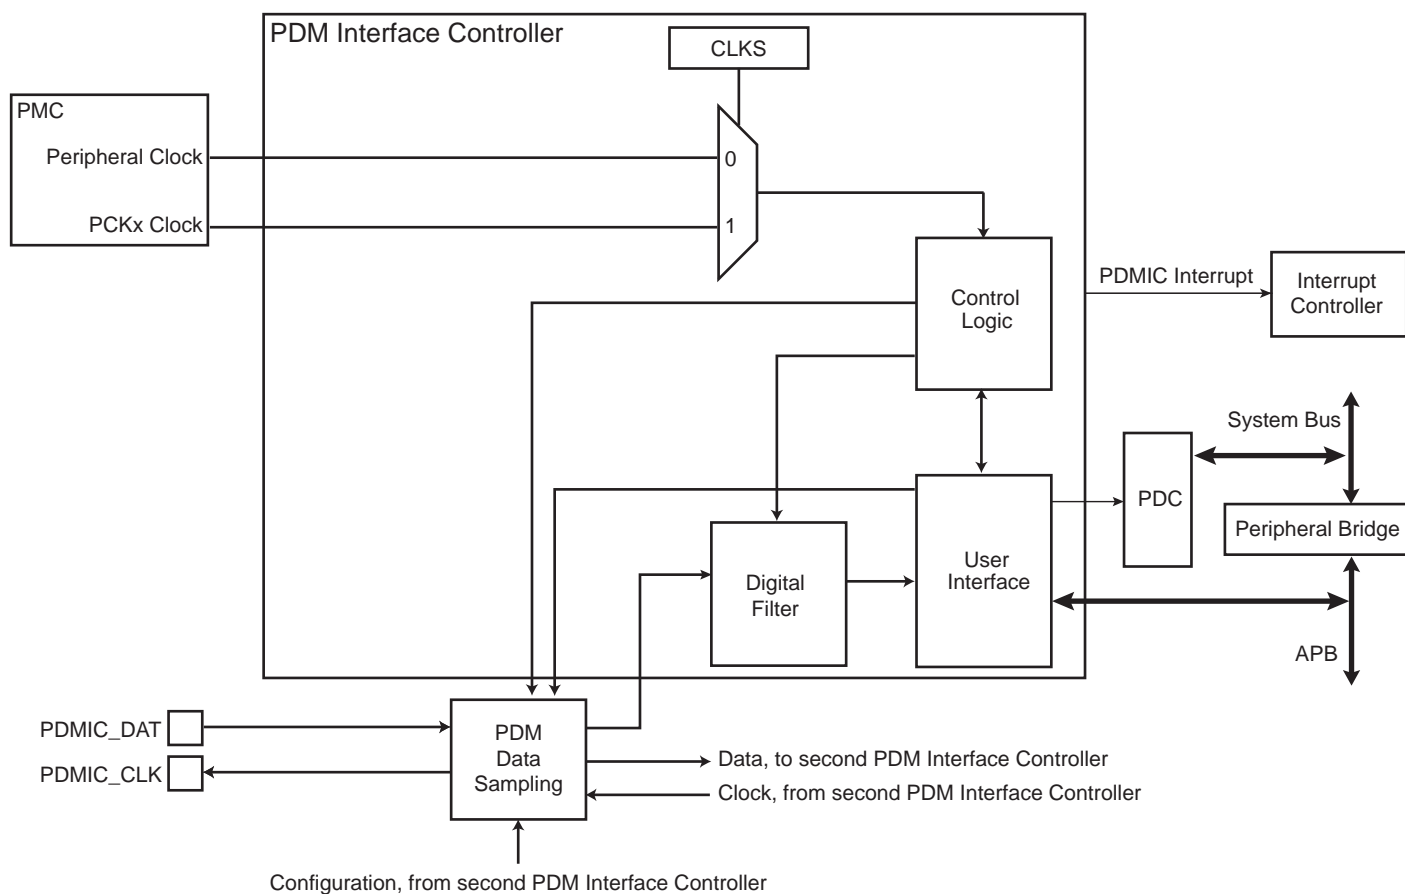 PDM Interface Controller
CLKS
PMC
Peripheral Clock
0
PCKx Clock
1
Control
Logic
PDMIC Interrupt
Interrupt
Controller
System Bus
PDC
Peripheral Bridge
User
Interface
Digital
Filter
APB
PDMIC_DAT
PDMIC_CLK
PDM
Data
Sampling
Data, to second PDM Interface Controller
Clock, from second PDM Interface Controller
Configuration, from second PDM Interface Controller